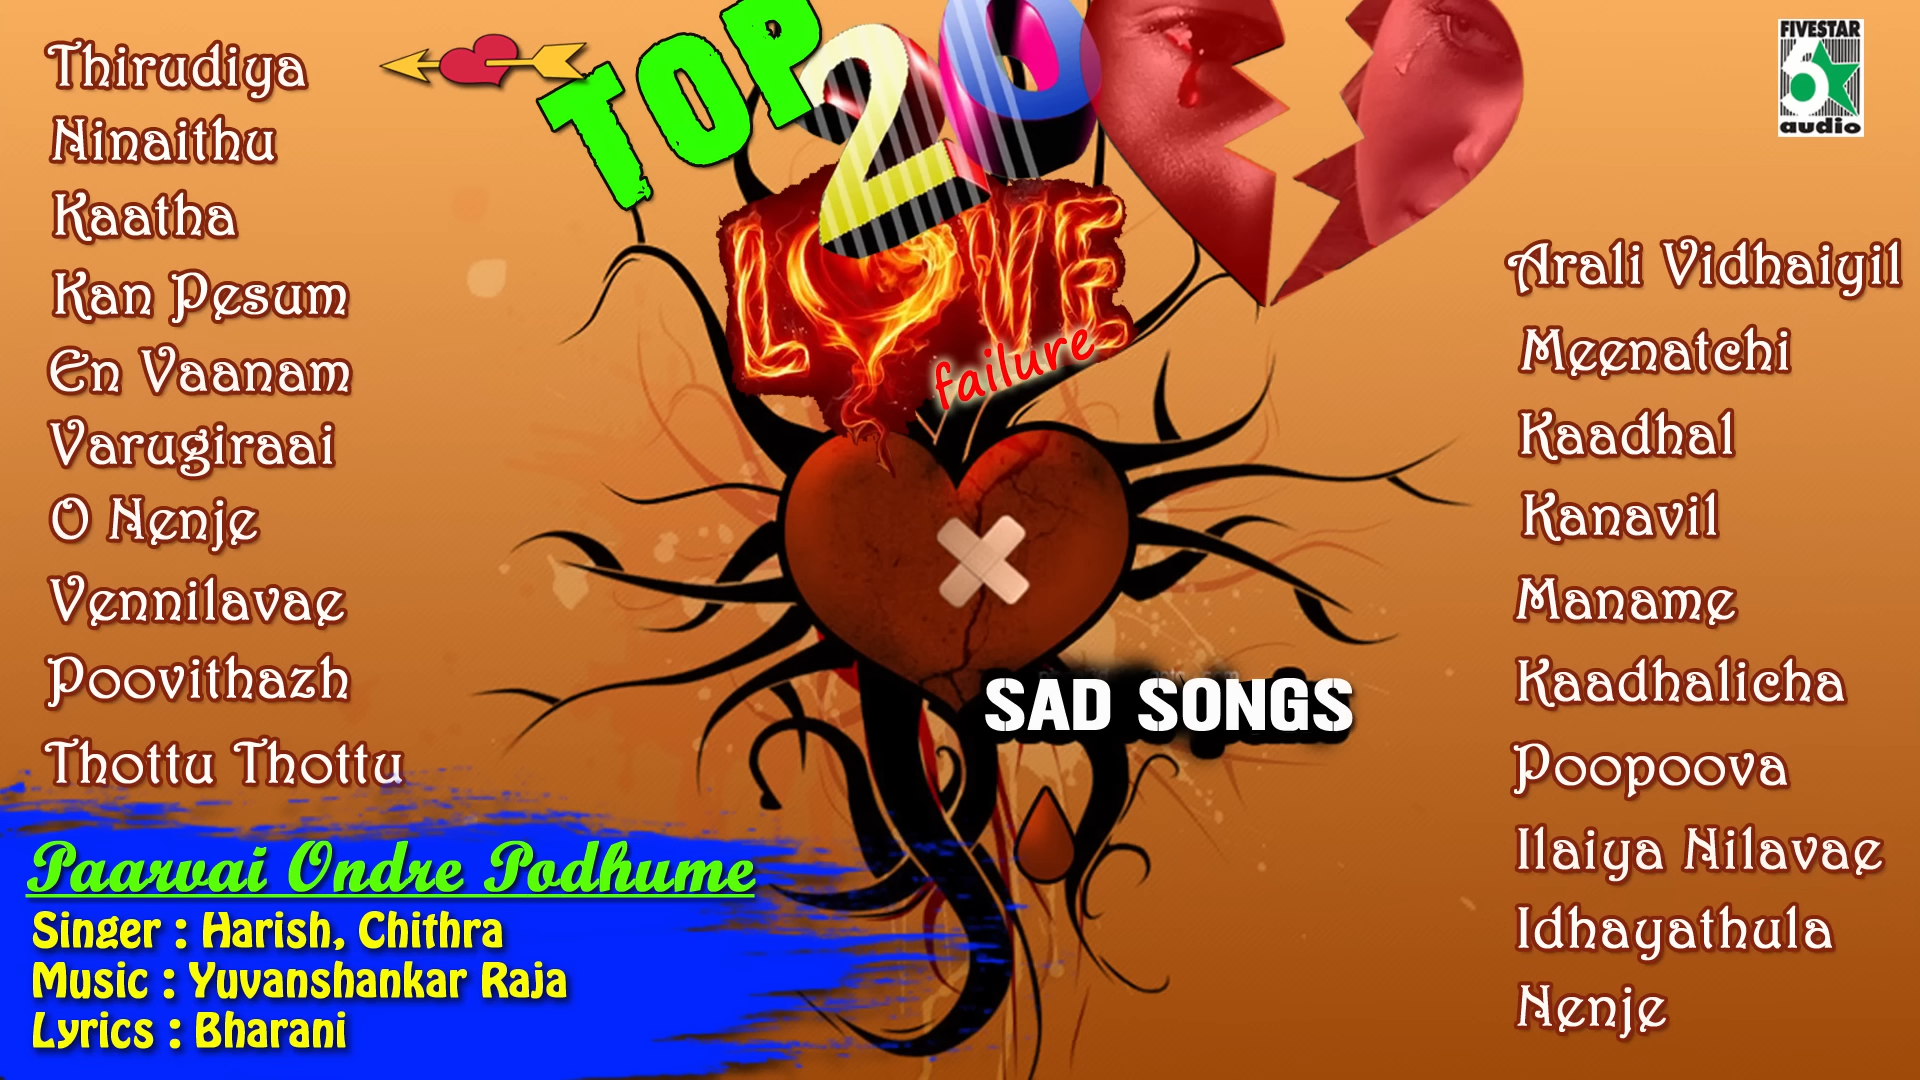 Thirudiya
Ninaithu
Kaatha
Kan Pesum
En Vaanam
Varugiraai
O Nenje
Vennilavae
Poovithazh
Thottu Thottu
TOP
20
LOVE
failure
SAD SONGS
FIVESTAR
5
audio
Arali Vidhaiyil
Meenatchi
Kaadhal
Kanavil
Maname
Kaadhalicha
Poopoova
Ilaiya Nilavae
Idhayathula
Nenje
Paarvai Ondre Podhume
Singer : Harish, Chithra
Music : Yuvanshankar Raja
Lyrics : Bharani